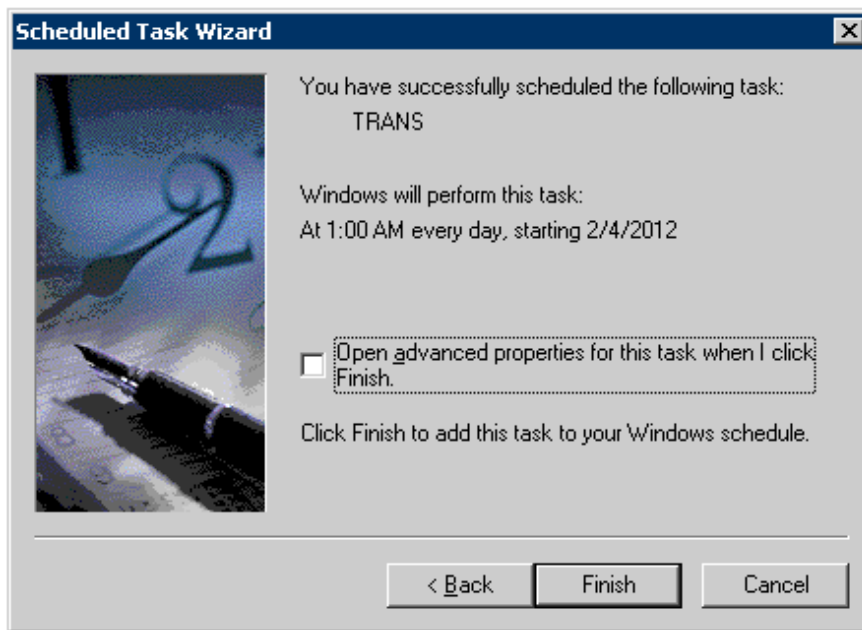 Scheduled Task Wizard
You have successfully scheduled the following task:
TRANS
Windows will perform this task:
At 1:00 AM every day, starting 2/4/2012
Open advanced properties for this task when I click
Finish.
Click Finish to add this task to your Windows schedule.
< Back Finish Cancel